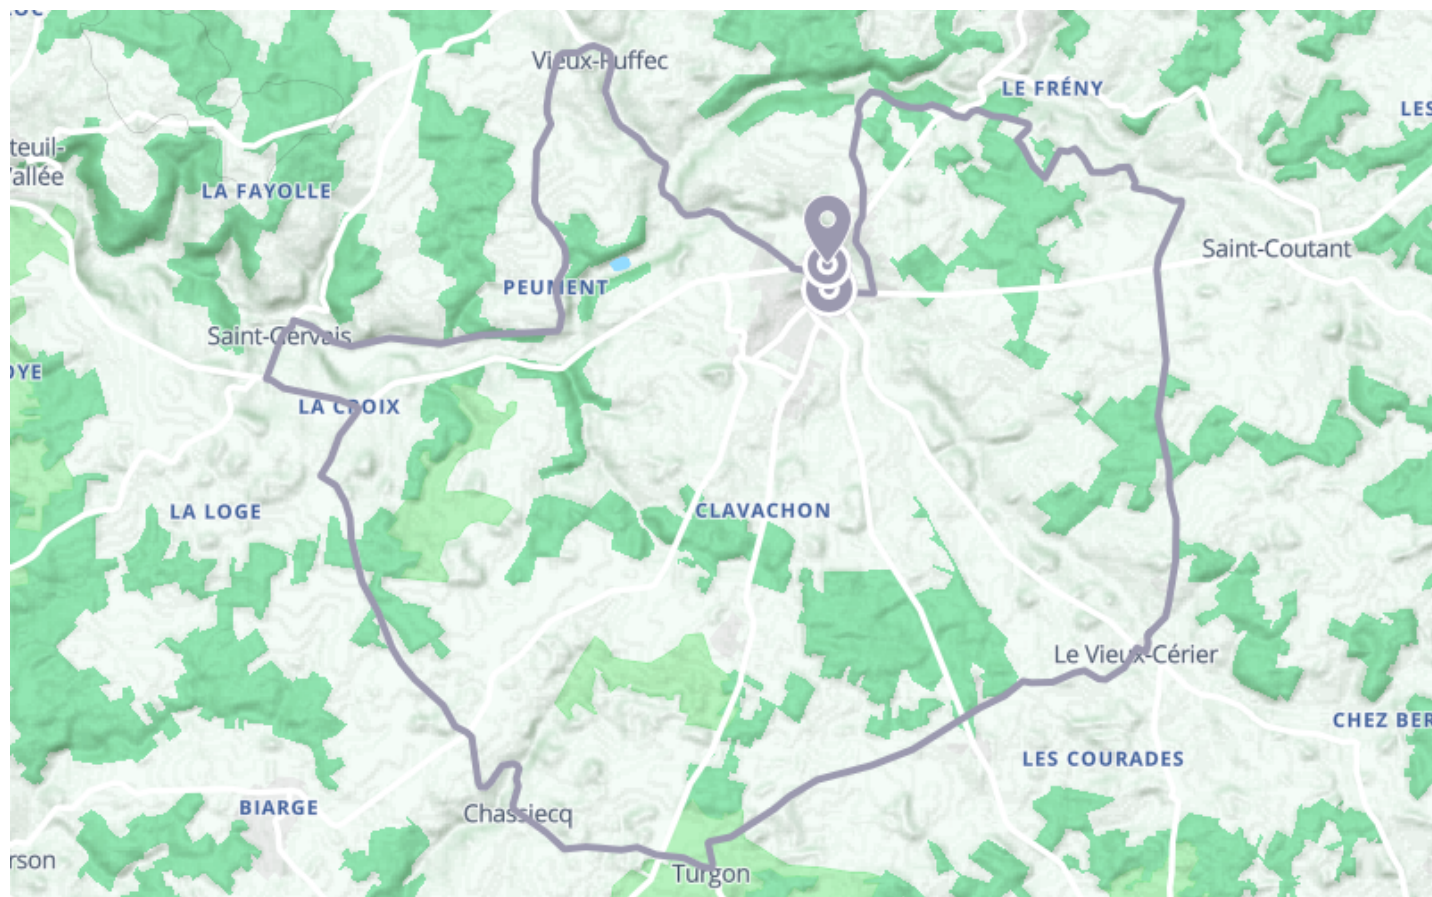 Vieux-Ruffec
LE FRÉNY
LES
teuil-
allée
LA FAYOLLE
Saint-Coutant
PEUMENT
Saint-Gervais
OYE
LA CROIX
LA LOGE
CLAVACHON
Le Vieux-Cérier
CHEZ BER
LES COURADES
BIARGE
Chassiecq
rson
Turgon